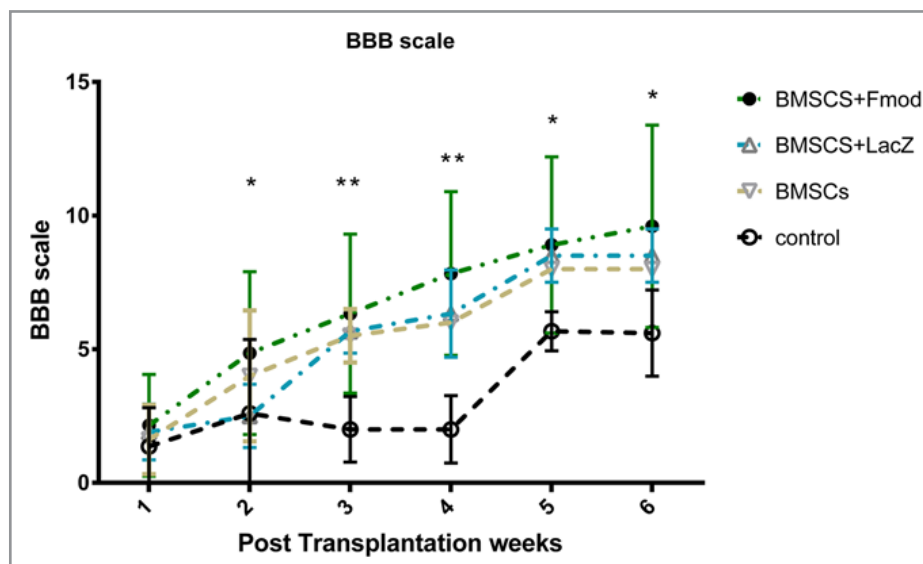 BBB scale
15
10
5
0
BBB scale
*
**
**
*
*
1
2
3
4
5
6
Post Transplantation weeks
BMSCS+Fmod
BMSCS+LacZ
BMSCs
control